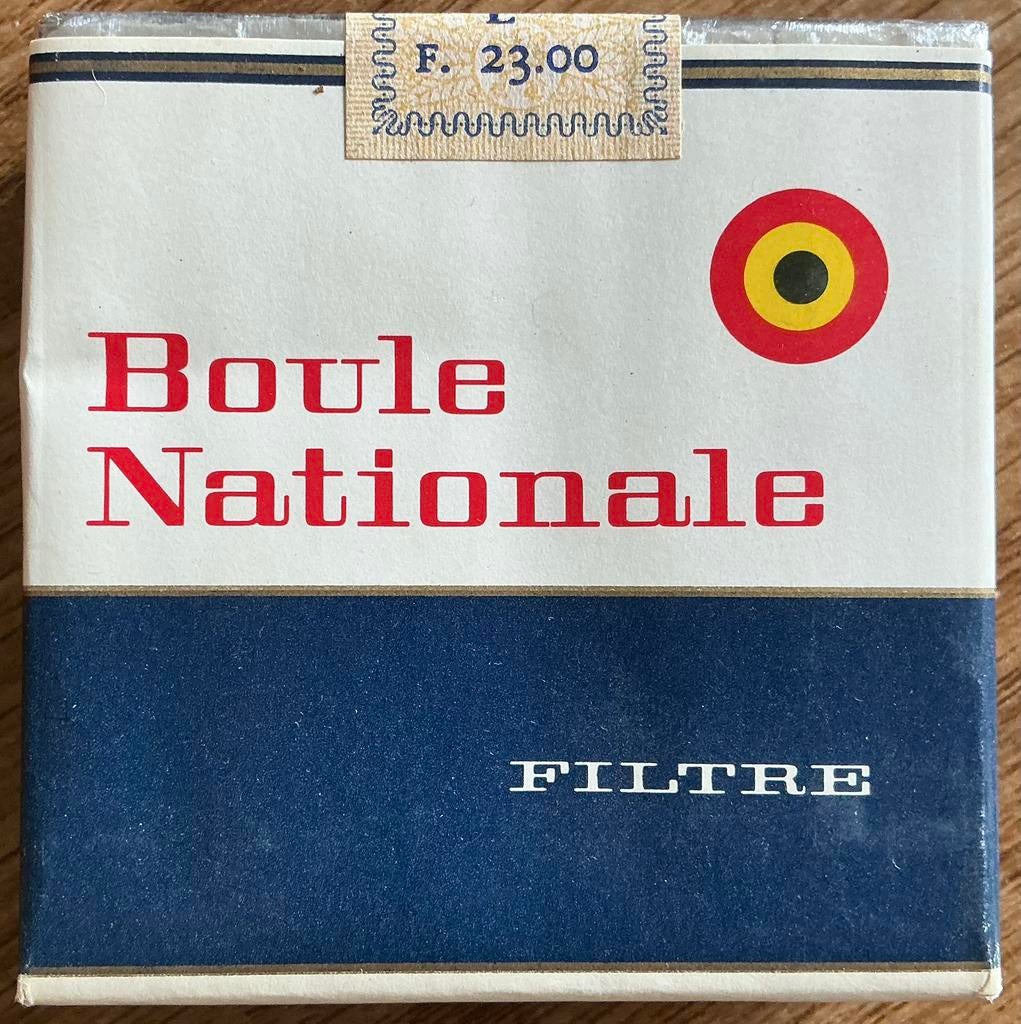 F. 23.00
Boule
Nationale
FILTRE